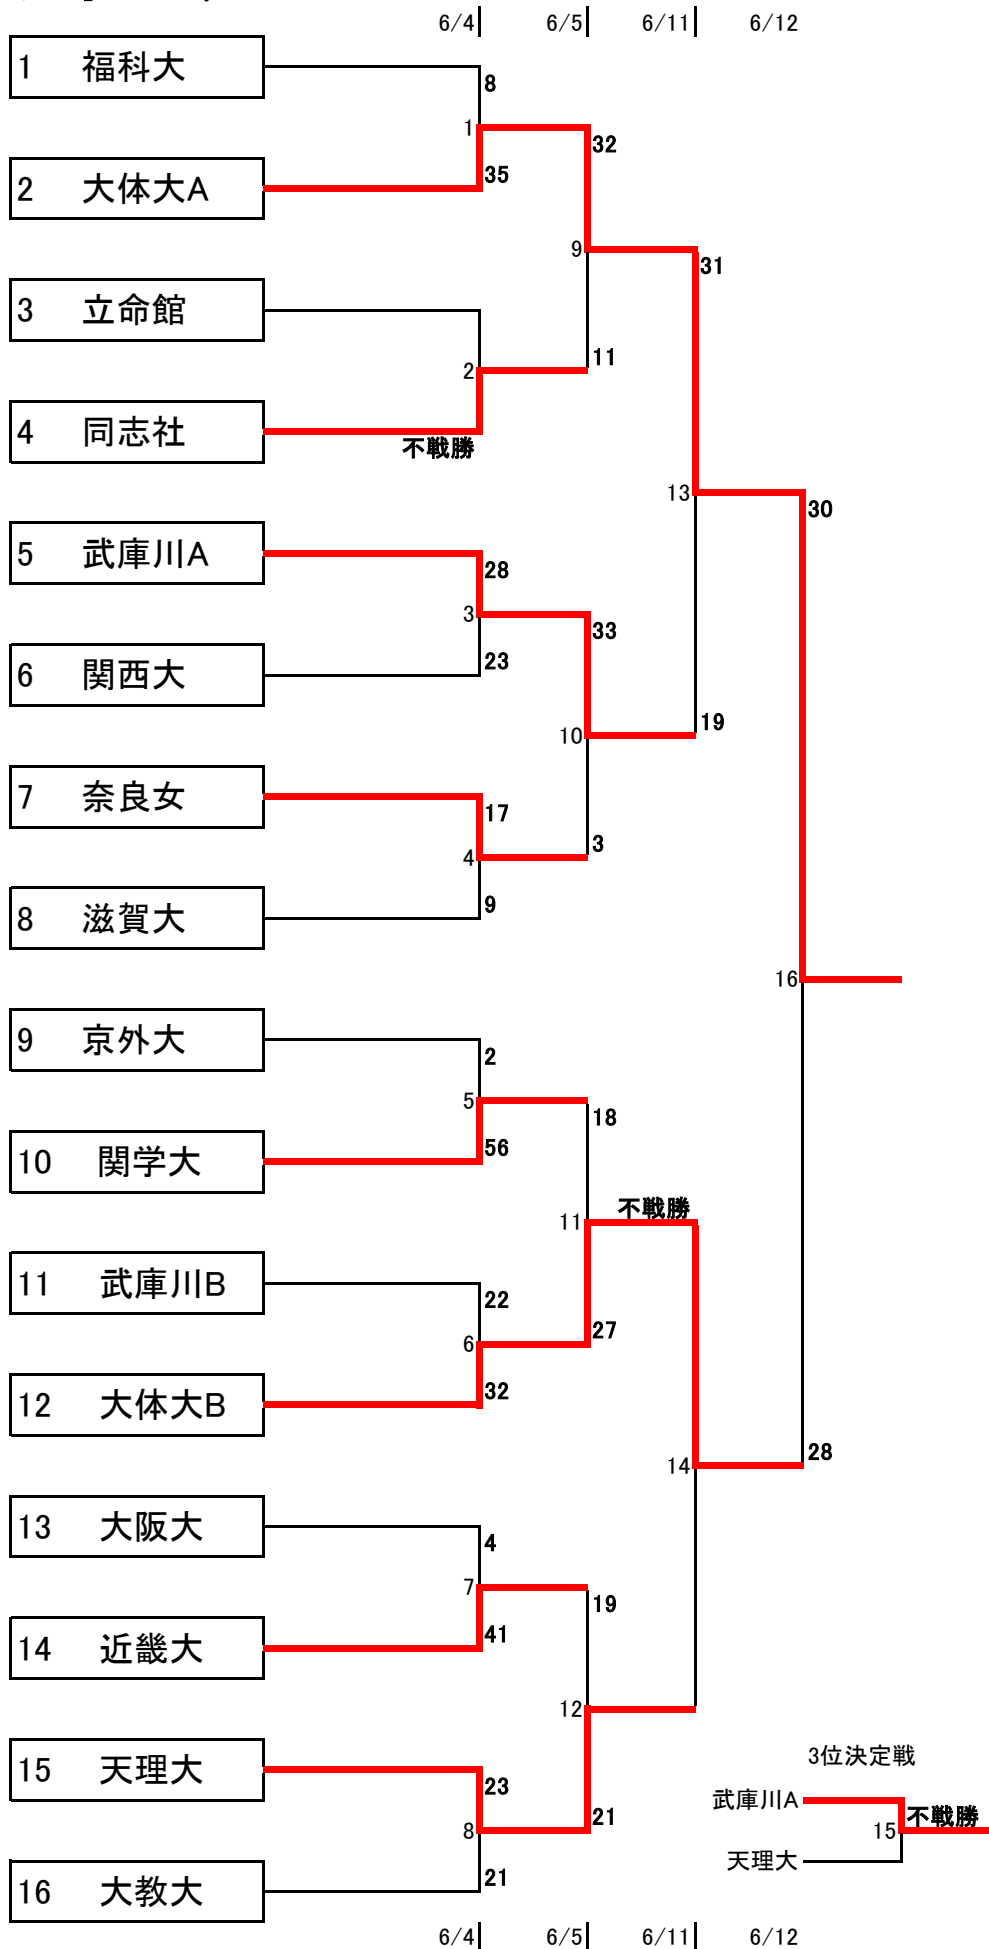 6/4 6/5 6/11 6/12
1 福科大
8
1
32
2 大体大A
35
9
31
3 立命館
2
11
4 同志社
不戦勝
13
30
5 武庫川A
28
3
33
6 関西大
23
10
19
7 奈良女
17
4
3
8 滋賀大
9
16
9 京外大
2
5
18
10 関学大
56
不戦勝
11
11 武庫川B
22
6
27
12 大体大B
32
14
28
13 大阪大
4
7
19
14 近畿大
41
12
3位決定戦
15 天理大
23
武庫川A
不戦勝
8
21
15
天理大
16 大教大
21
6/4 6/5 6/11 6/12